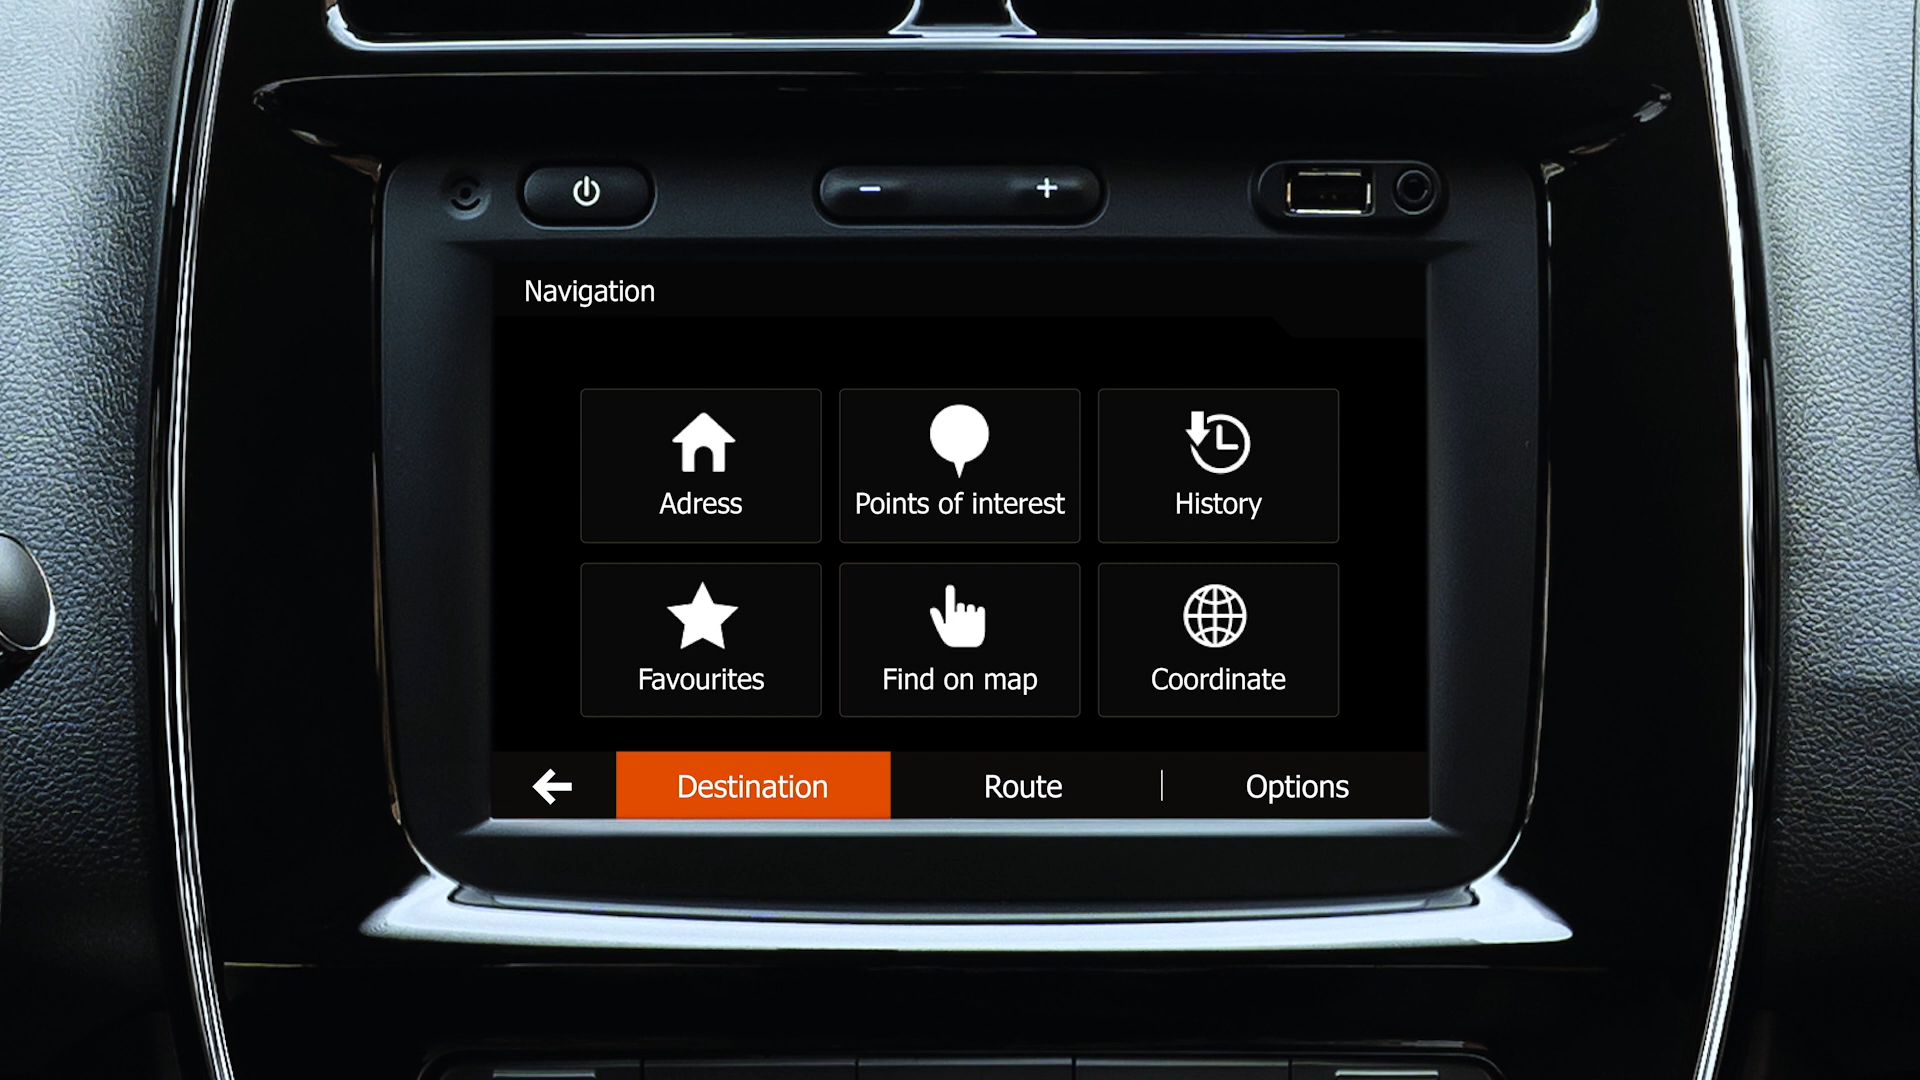 Navigation
Adress
Points of interest
History
Favourites
Find on map
Coordinate
Destination
Route
Options